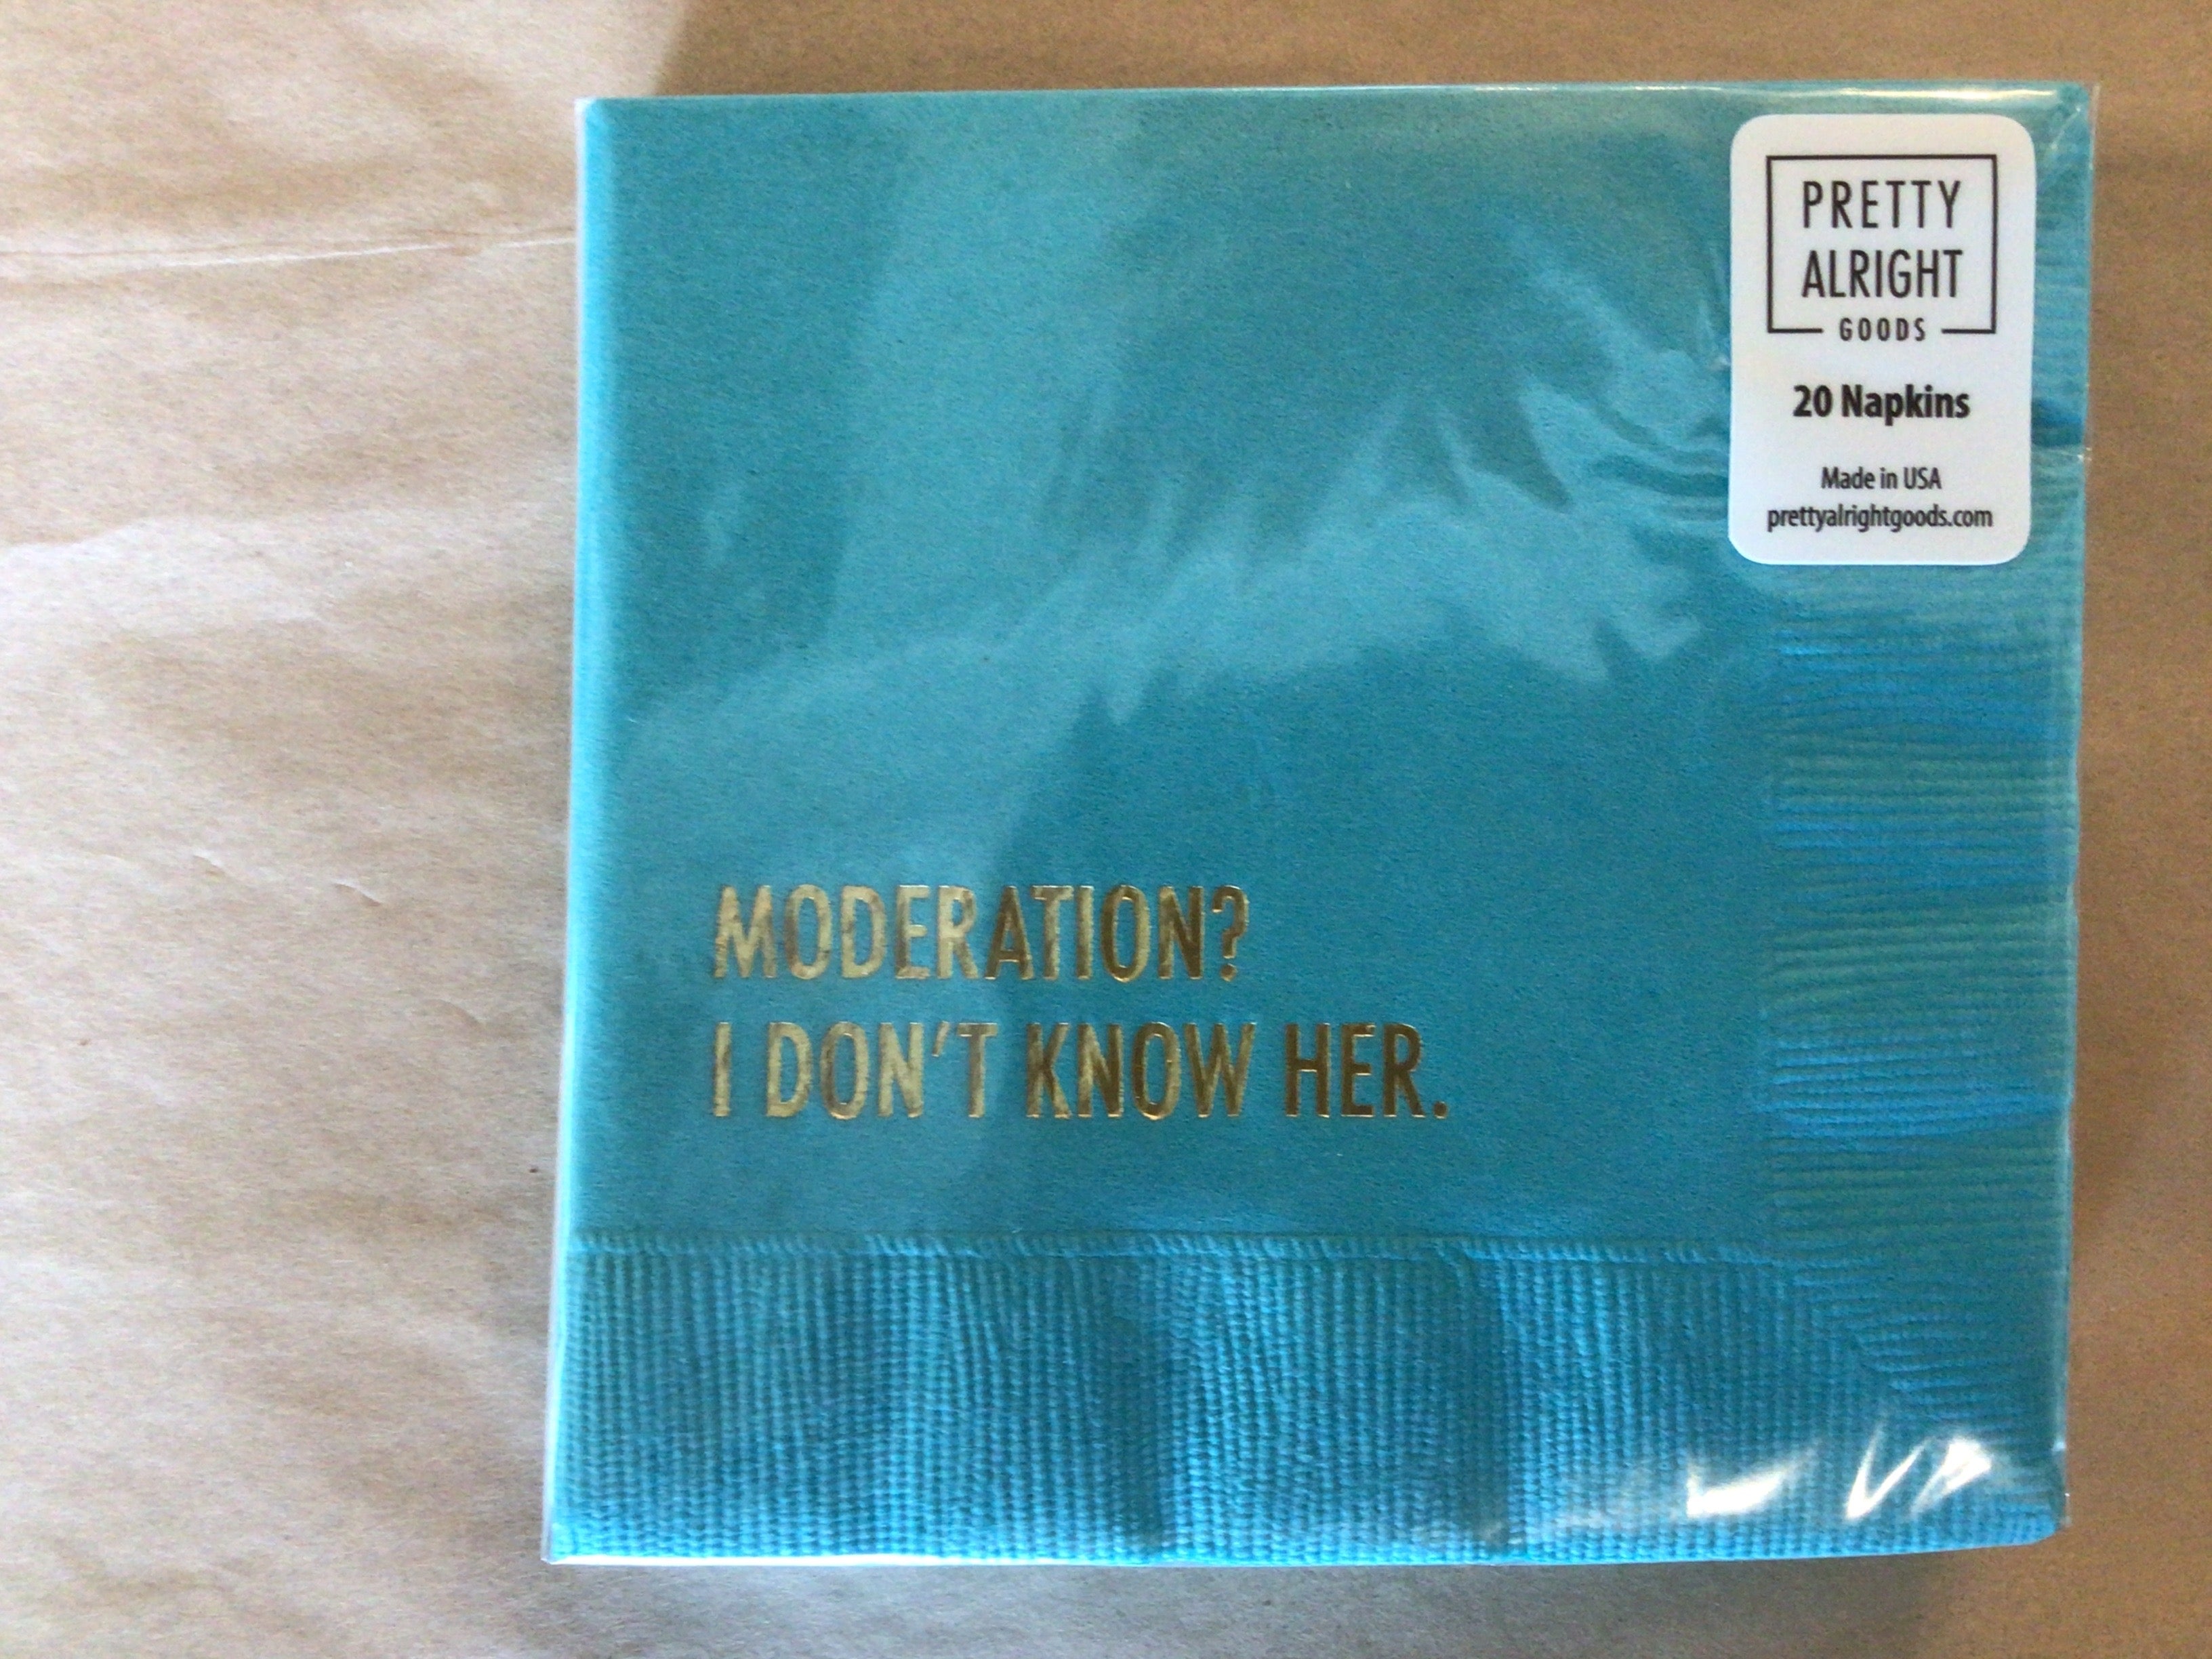 PRETTY
ALRIGHT
GOODS
20 Napkins
Made in USA
prettyalrightgoods.com
MODERATION?
I DON'T KNOW HER.